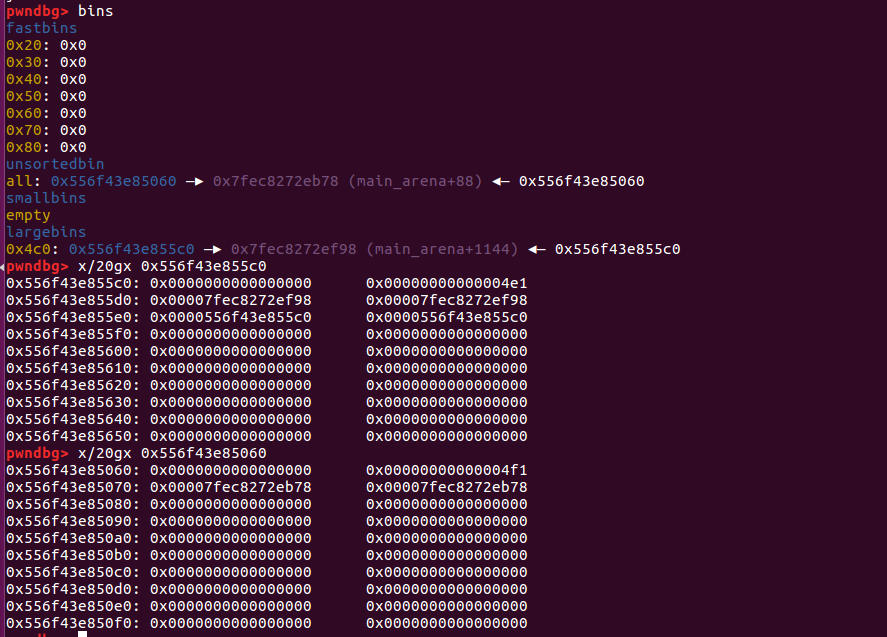 pwndbg> bins
fastbins
0x20: 0x0
0x30: 0x0
0x40: 0x0
0x50: 0x0
0x60: 0x0
0x70: 0x0
0x80: 0x0
unsortedbin
all: 0x556f43e85060 —▸ 0x7fec8272eb78 (main_arena+88) ◂— 0x556f43e85060
smallbins
empty
largebins
0x4c0: 0x556f43e855c0 —▸ 0x7fec8272ef98 (main_arena+1144) ◂— 0x556f43e855c0
pwndbg> x/20gx 0x556f43e855c0
0x556f43e855c0: 0x0000000000000000 0x00000000000004e1
0x556f43e855d0: 0x00007fec8272ef98 0x00007fec8272ef98
0x556f43e855e0: 0x0000556f43e855c0 0x0000556f43e855c0
0x556f43e855f0: 0x0000000000000000 0x0000000000000000
0x556f43e85600: 0x0000000000000000 0x0000000000000000
0x556f43e85610: 0x0000000000000000 0x0000000000000000
0x556f43e85620: 0x0000000000000000 0x0000000000000000
0x556f43e85630: 0x0000000000000000 0x0000000000000000
0x556f43e85640: 0x0000000000000000 0x0000000000000000
0x556f43e85650: 0x0000000000000000 0x0000000000000000
pwndbg> x/20gx 0x556f43e85060
0x556f43e85060: 0x0000000000000000 0x00000000000004f1
0x556f43e85070: 0x00007fec8272eb78 0x00007fec8272eb78
0x556f43e85080: 0x0000000000000000 0x0000000000000000
0x556f43e85090: 0x0000000000000000 0x0000000000000000
0x556f43e850a0: 0x0000000000000000 0x0000000000000000
0x556f43e850b0: 0x0000000000000000 0x0000000000000000
0x556f43e850c0: 0x0000000000000000 0x0000000000000000
0x556f43e850d0: 0x0000000000000000 0x0000000000000000
0x556f43e850e0: 0x0000000000000000 0x0000000000000000
0x556f43e850f0: 0x0000000000000000 0x0000000000000000